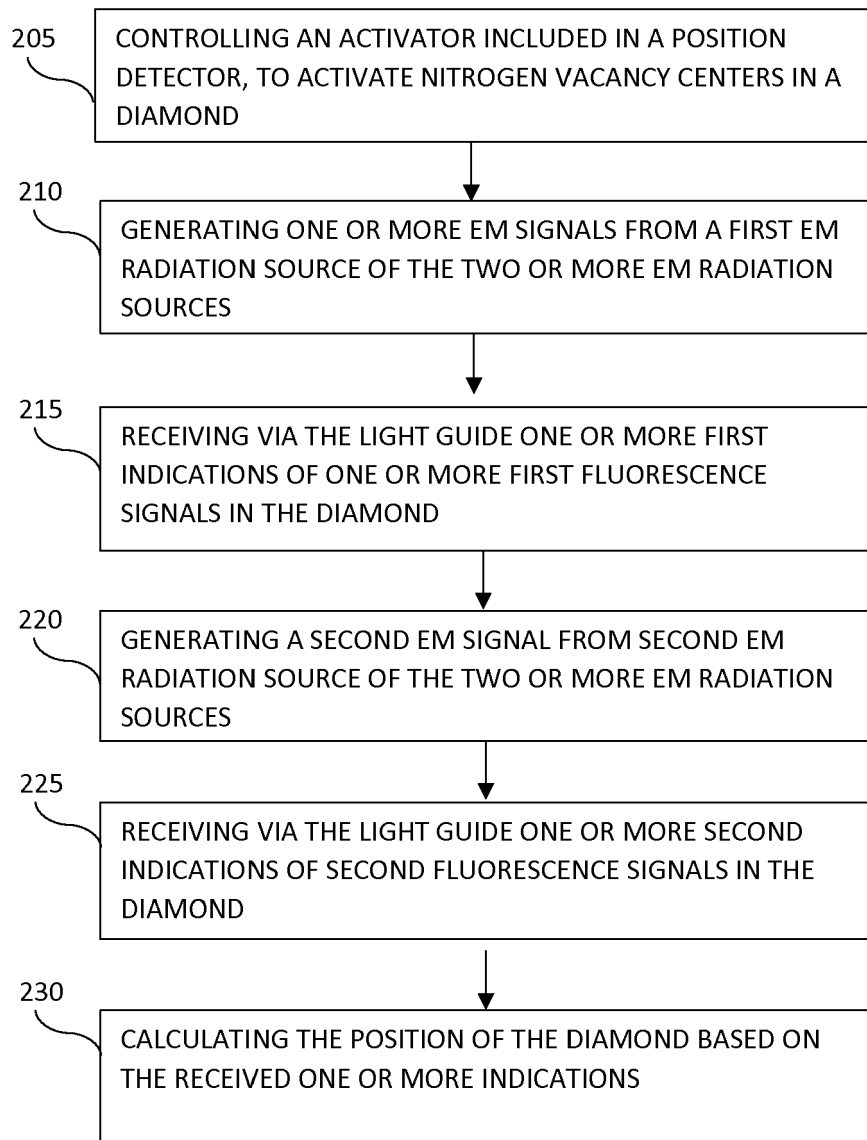 205
CONTROLLING AN ACTIVATOR INCLUDED IN A POSITION
DETECTOR, TO ACTIVATE NITROGEN VACANCY CENTERS IN A
DIAMOND
210
GENERATING ONE OR MORE EM SIGNALS FROM A FIRST EM
RADIATION SOURCE OF THE TWO OR MORE EM RADIATION
SOURCES
215
RECEIVING VIA THE LIGHT GUIDE ONE OR MORE FIRST
INDICATIONS OF ONE OR MORE FIRST FLUORESCENCE
SIGNALS IN THE DIAMOND
220
GENERATING A SECOND EM SIGNAL FROM SECOND EM
RADIATION SOURCE OF THE TWO OR MORE EM RADIATION
SOURCES
225
RECEIVING VIA THE LIGHT GUIDE ONE OR MORE SECOND
INDICATIONS OF SECOND FLUORESCENCE SIGNALS IN THE
DIAMOND
230
CALCULATING THE POSITION OF THE DIAMOND BASED ON
THE RECEIVED ONE OR MORE INDICATIONS